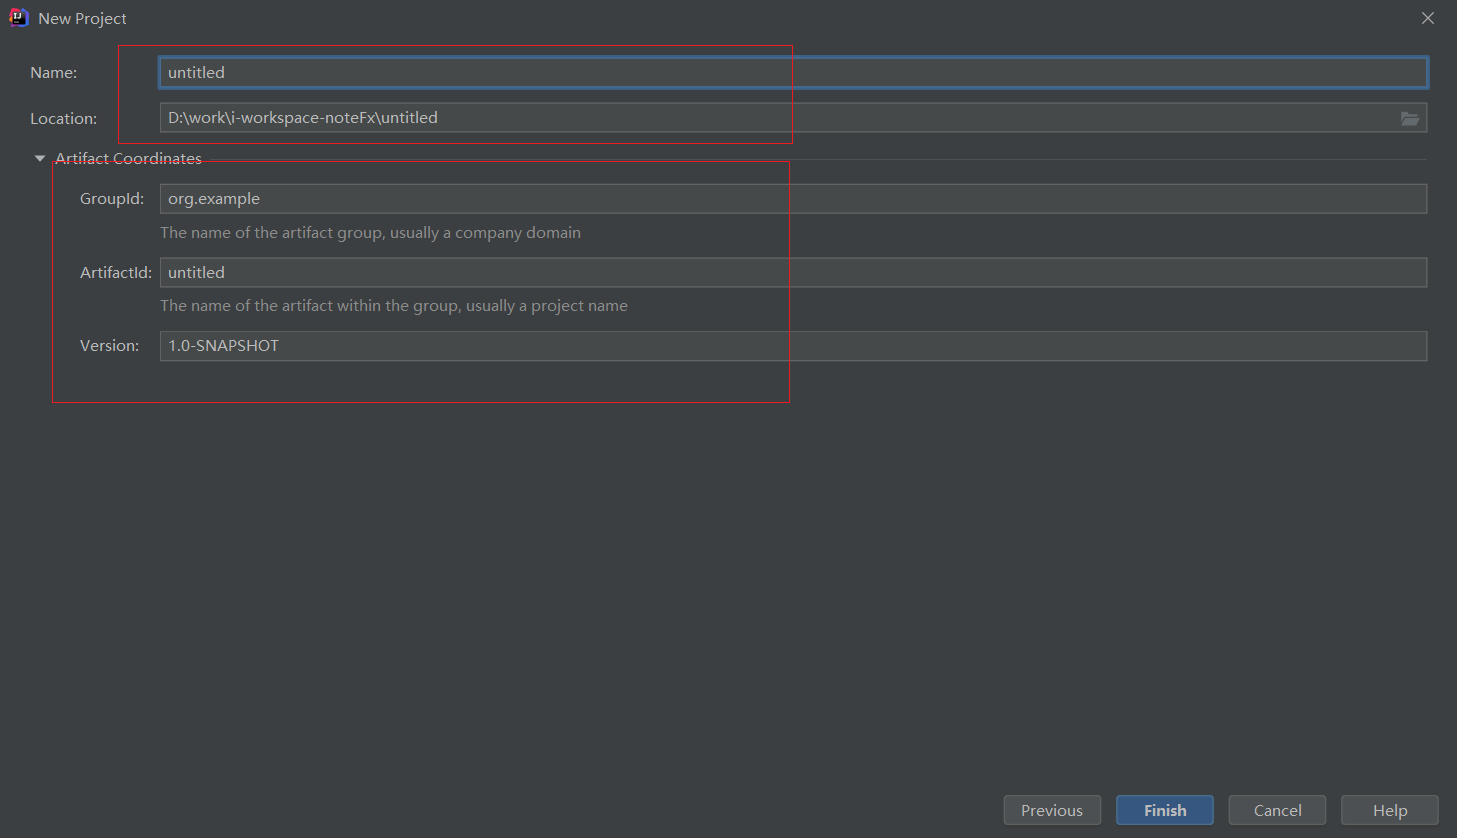 New Project
Name: untitled
Location: D:\work\i-workspace-noteFx\untitled
Artifact Coordinates
GroupId: org.example
The name of the artifact group, usually a company domain
ArtifactId: untitled
The name of the artifact within the group, usually a project name
Version: 1.0-SNAPSHOT
Previous Finish Cancel Help